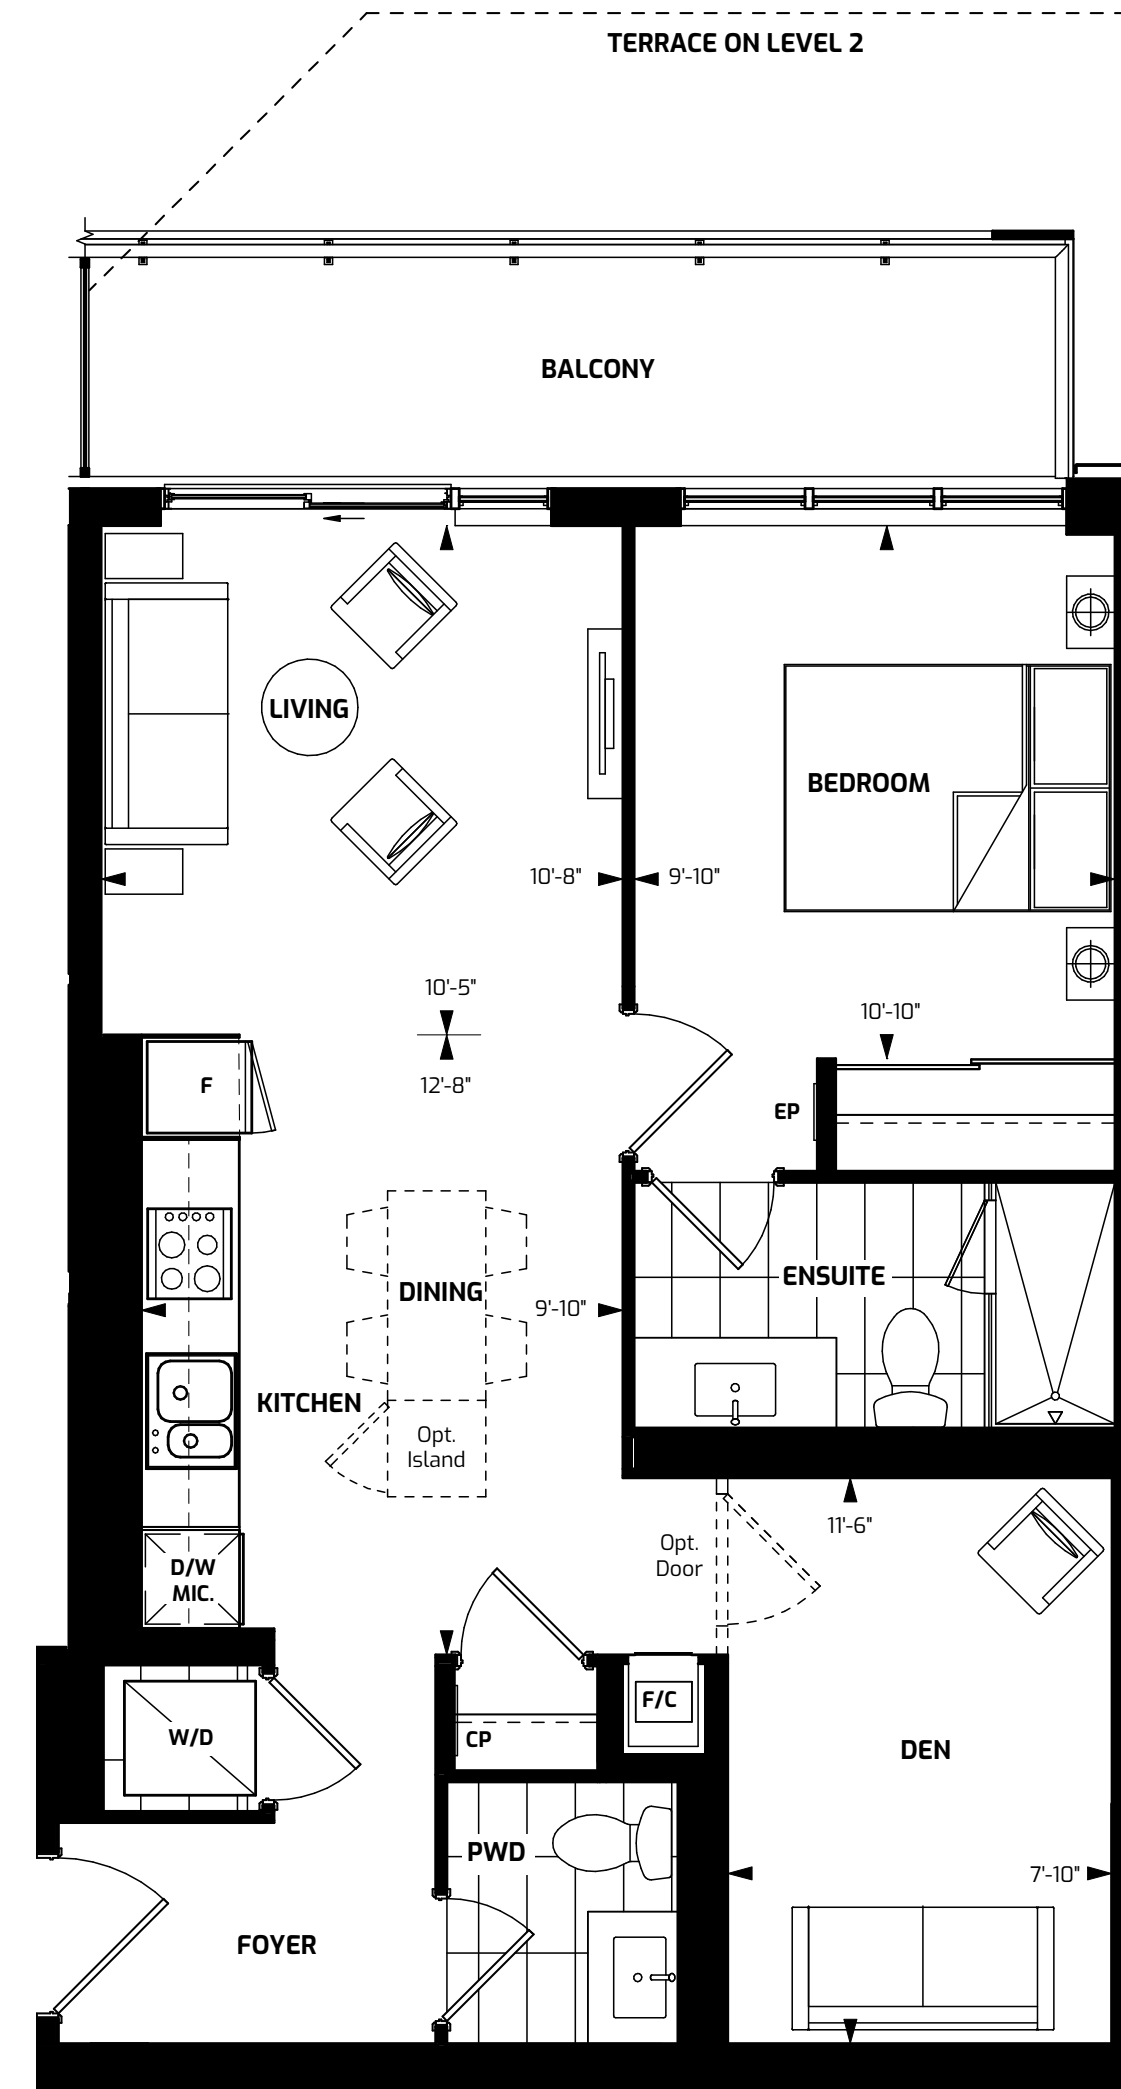 TERRACE ON LEVEL 2
BALCONY
LIVING
BEDROOM
10'-8"
9'-10"
10'-5"
10'-10"
12'-8"
F
EP
ENSUITE
DINING
9'-10"
KITCHEN
Opt.
Island
11'-6"
Opt.
Door
D/W
MIC.
F/C
W/D
CP
DEN
PWD
7'-10"
FOYER